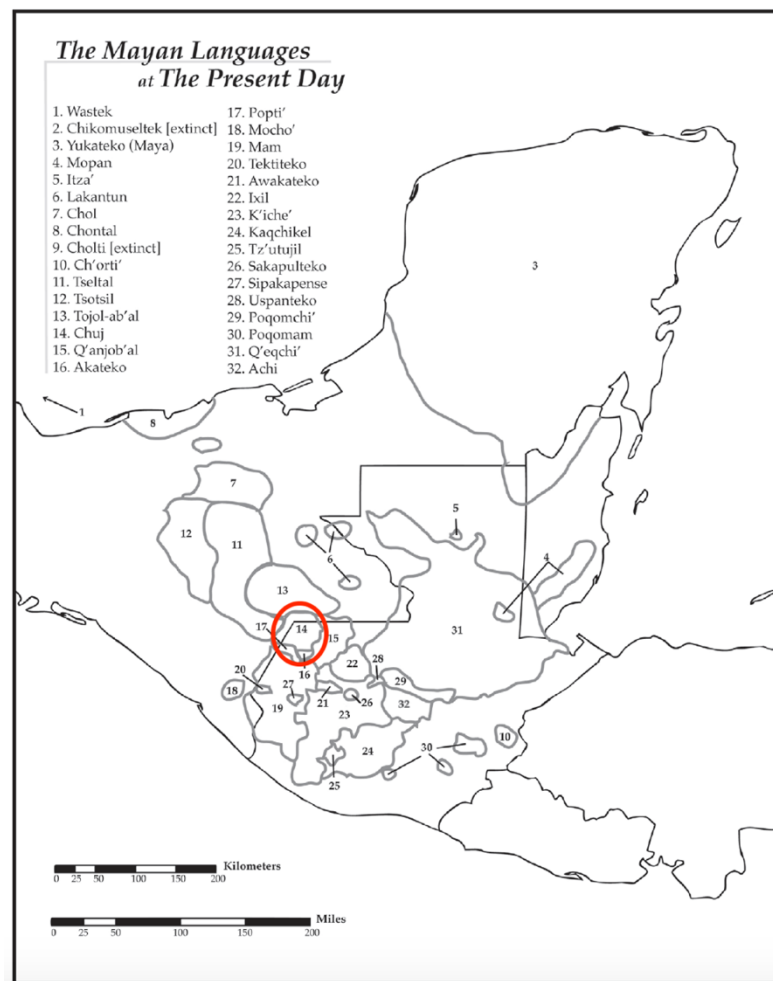 The Mayan Languages
at The Present Day
1. Wastek
2. Chikomuseltek [extinct]
3. Yukateko (Maya)
4. Mopan
5. Itza'
6. Lakantun
7. Chol
8. Chontal
9. Cholti [extinct]
10. Ch'orti'
11. Tseltal
12. Tsotsil
13. Tojol-ab'al
14. Chuj
15. Q'anjob'al
16. Akateko
17. Popti'
18. Mocho'
19. Mam
20. Tektiteko
21. Awakateko
22. Ixil
23. K'iche'
24. Kaqchikel
25. Tz'utujil
26. Sakapulteko
27. Sipakapense
28. Uspanteko
29. Poqomchi'
30. Poqomam
31. Q'eqchi'
32. Achi
3
1
8
7
5
12
11
6
4
13
14
17
15
31
16
22
28
20
29
18
27
19
21
26
32
23
10
24
30
25
Kilometers
0 25 50 100 150 200
Miles
0 25 50 100 150 200